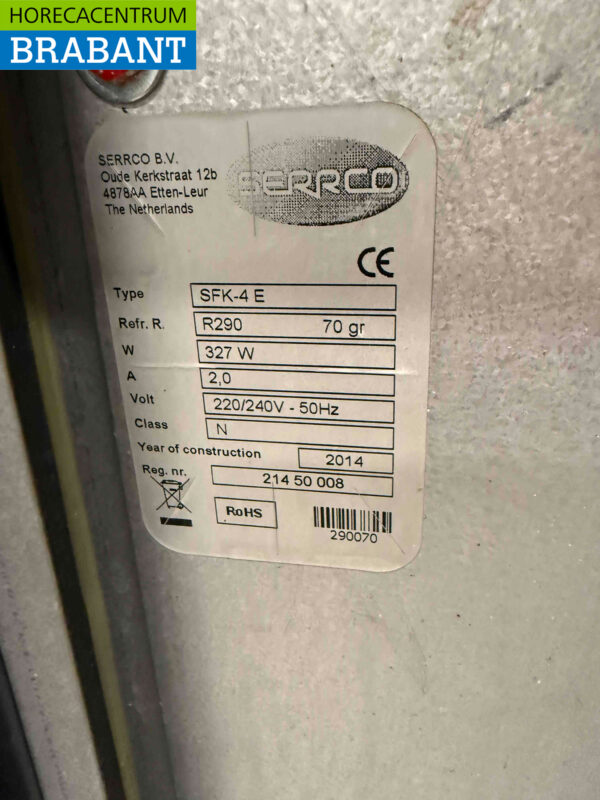 HORECACENTRUM
BRABANT
SERRCO B.V.
Oude Kerkstraat 12b
4878AA Etten-Leur
The Netherlands
SERRCO
CE
Type SFK-4 E
Refr. R. R290 70 gr
W 327 W
A 2,0
Volt 220/240V - 50Hz
Class N
Year of construction 2014
Reg. nr. 214 50 008
RoHS
290070